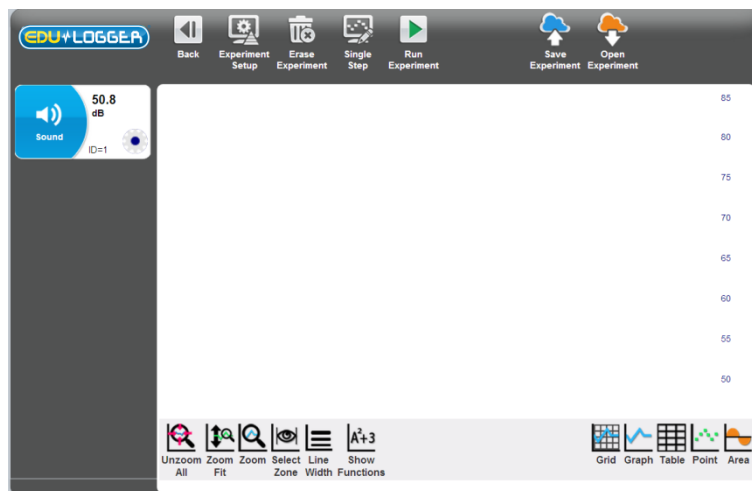 EDU LOGGER
Back
Experiment
Setup
Erase
Experiment
Single
Step
Run
Experiment
Save
Experiment
Open
Experiment
Sound
50.8
dB
ID=1
85
80
75
70
65
60
55
50
A²+3
Unzoom
All
Zoom
Fit
Zoom
Select
Zone
Line
Width
Show
Functions
Grid
Graph
Table
Point
Area